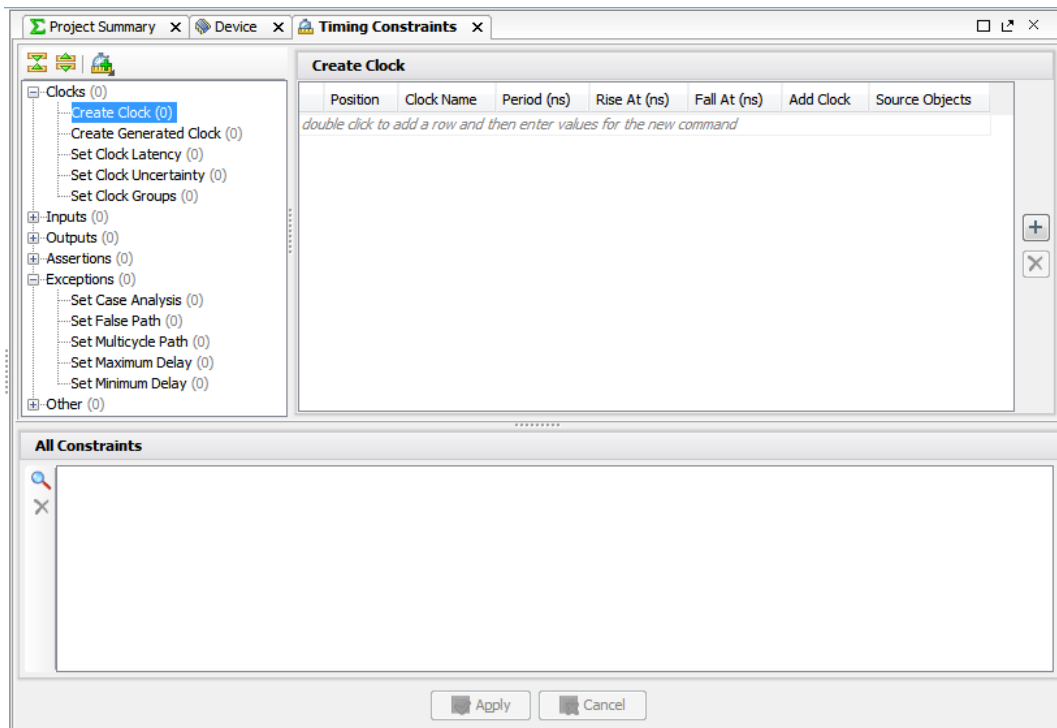 Project Summary
Device
Timing Constraints
Create Clock
Clocks (0)
Create Clock (0)
Create Generated Clock (0)
Set Clock Latency (0)
Set Clock Uncertainty (0)
Set Clock Groups (0)
Inputs (0)
Outputs (0)
Assertions (0)
Exceptions (0)
Set Case Analysis (0)
Set False Path (0)
Set Multicycle Path (0)
Set Maximum Delay (0)
Set Minimum Delay (0)
Other (0)
Position Clock Name Period (ns) Rise At (ns) Fall At (ns) Add Clock Source Objects
double click to add a row and then enter values for the new command
All Constraints
Apply Cancel